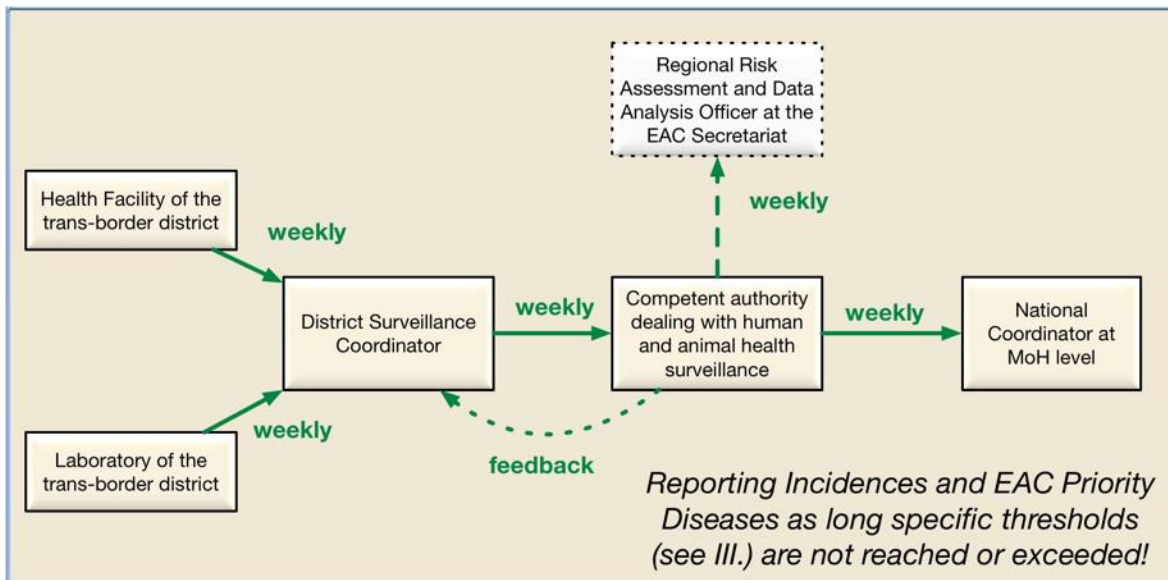 Regional Risk
Assessment and Data
Analysis Officer at the
EAC Secretariat
Health Facility of the
trans-border district
weekly
weekly
District Surveillance
Coordinator
weekly
Competent authority
dealing with human
and animal health
surveillance
weekly
National
Coordinator at
MoH level
weekly
Laboratory of the
trans-border district
feedback
Reporting Incidences and EAC Priority
Diseases as long specific thresholds
(see III.) are not reached or exceeded!